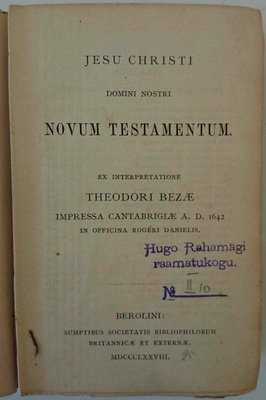 JESU CHRISTI
DOMINI NOSTRI
NOVUM TESTAMENTUM.
EX INTERPRETATIONE
THEODORI BEZÆ
IMPRESSA CANTABRIGIÆ A. D. 1642
IN OFFICINA ROGERI DANIELIS.
Hugo Rahamägi
raamatukogu.
№ II 10
BEROLINI:
SUMPTIBUS SOCIETATIS BIBLIOPHILORUM
BRITANNICÆ ET EXTERNÆ,
MDCCCLXXVIII.